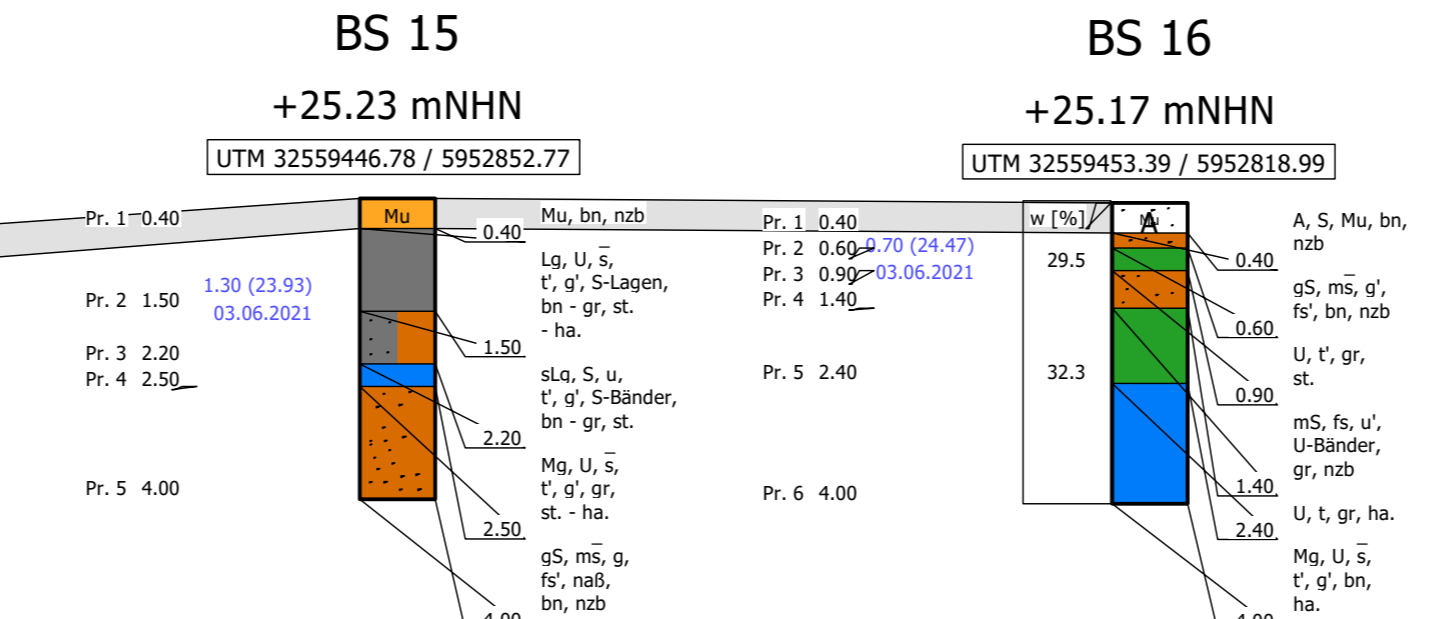 BS 15
+25.23 mNHN
UTM 32559446.78 / 5952852.77
Pr. 1 0.40
Pr. 2 1.50
1.30 (23.93)
03.06.2021
Pr. 3 2.20
Pr. 4 2.50
Pr. 5 4.00
Mu
0.40
Mu, bn, nzb
1.50
Lg, U, s̅,
t', g', S-Lagen,
bn - gr, st.
- ha.
2.20
sLg, S, u,
t', g', S-Bänder,
bn - gr, st.
2.50
Mg, U, s̅,
t', g', gr,
st. - ha.
4.00
gS, ms̅, g,
fs', naß,
bn, nzb
BS 16
+25.17 mNHN
UTM 32559453.39 / 5952818.99
Pr. 1 0.40
Pr. 2 0.60
0.70 (24.47)
Pr. 3 0.90
03.06.2021
Pr. 4 1.40
Pr. 5 2.40
Pr. 6 4.00
w [%]
29.5
32.3
Mu
A
0.40
A, S, Mu, bn,
nzb
0.60
gS, ms̅, g',
fs', bn, nzb
0.90
U, t', gr,
st.
1.40
mS, fs, u',
U-Bänder,
gr, nzb
2.40
U, t, gr, ha.
4.00
Mg, U, s̅,
t', g', bn,
ha.